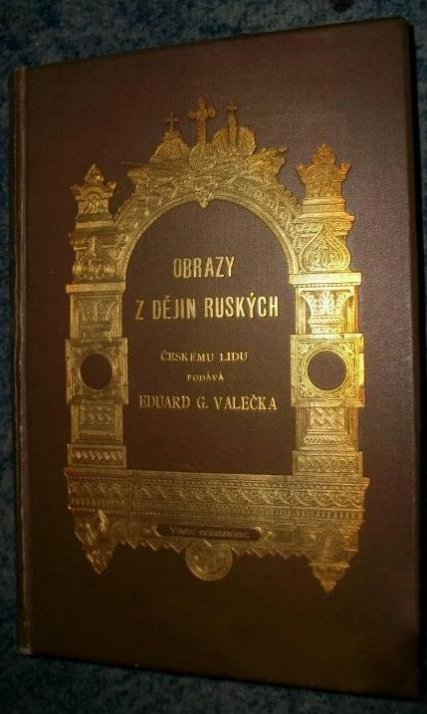 OBRAZY
Z DĚJIN RUSKÝCH
ČESKÉMU LIDU
PODÁVÁ
EDUARD G. VALEČKA